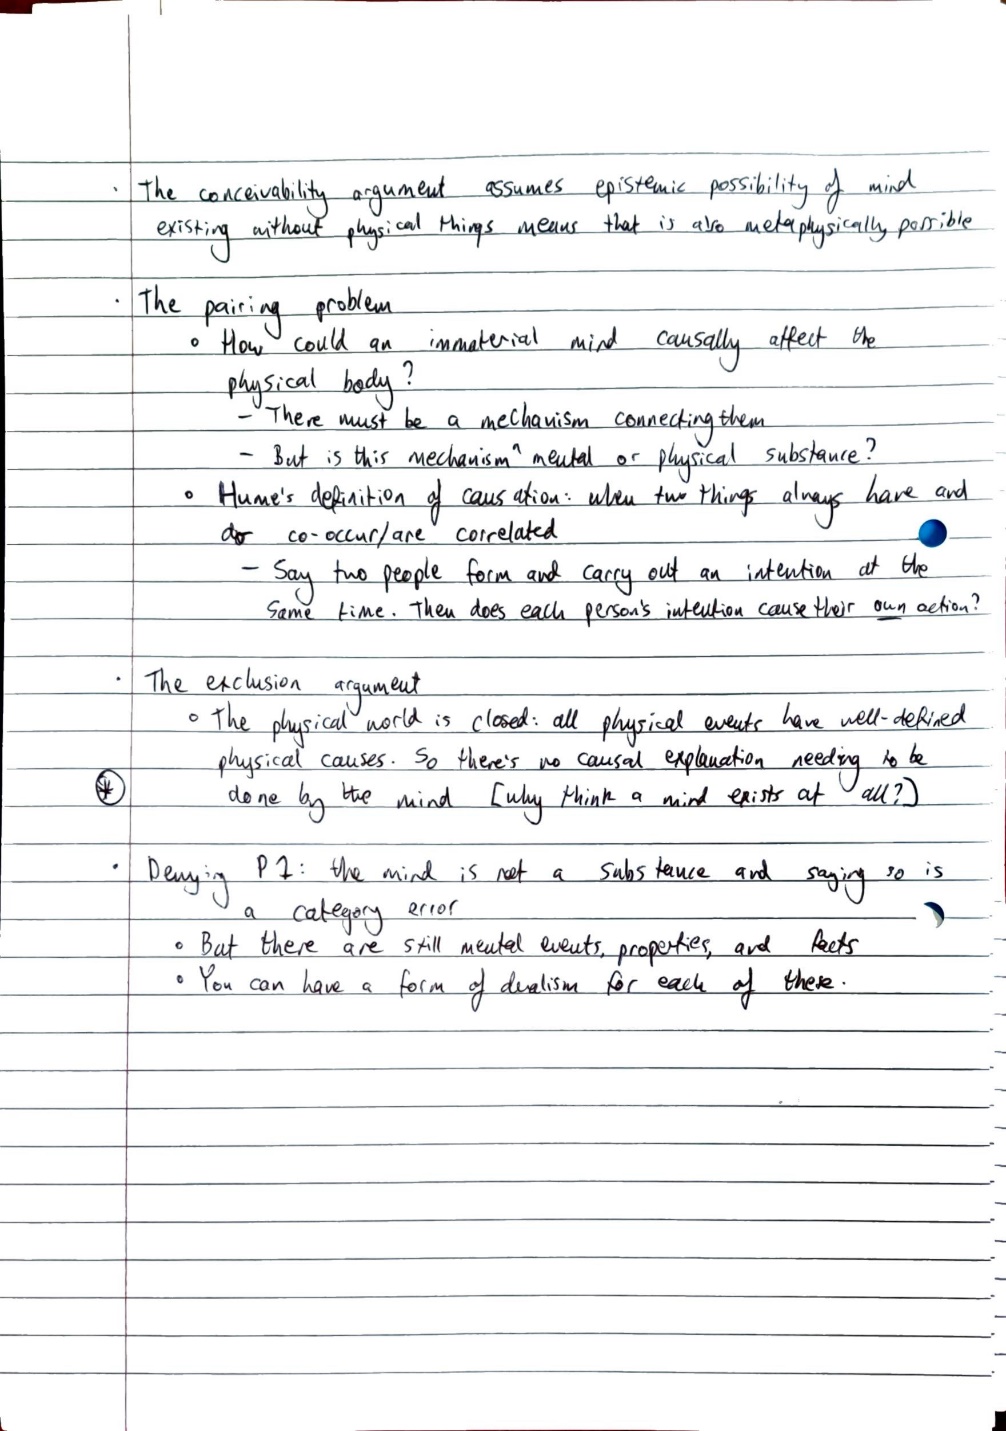 · The conceivability argument assumes epistemic possibility of mind
existing without physical things means that is also metaphysically possible
· The pairing problem
∘ How could an immaterial mind causally affect the
physical body?
– There must be a mechanism connecting them
– But is this mechanism ^ mental or physical substance?
∘ Hume's definition of causation: when two things always have and
do co-occur/are correlated
– Say two people form and carry out an intention at the
same time. Then does each person's intention cause their own action?
· The exclusion argument
∘ The physical world is closed: all physical events have well-defined
physical causes. So there's no causal explanation needing to be
done by the mind [why think a mind exists at all?]
· Denying P1: the mind is not a substance and saying so is
a category error
∘ But there are still mental events, properties, and facts
∘ You can have a form of dualism for each of these.